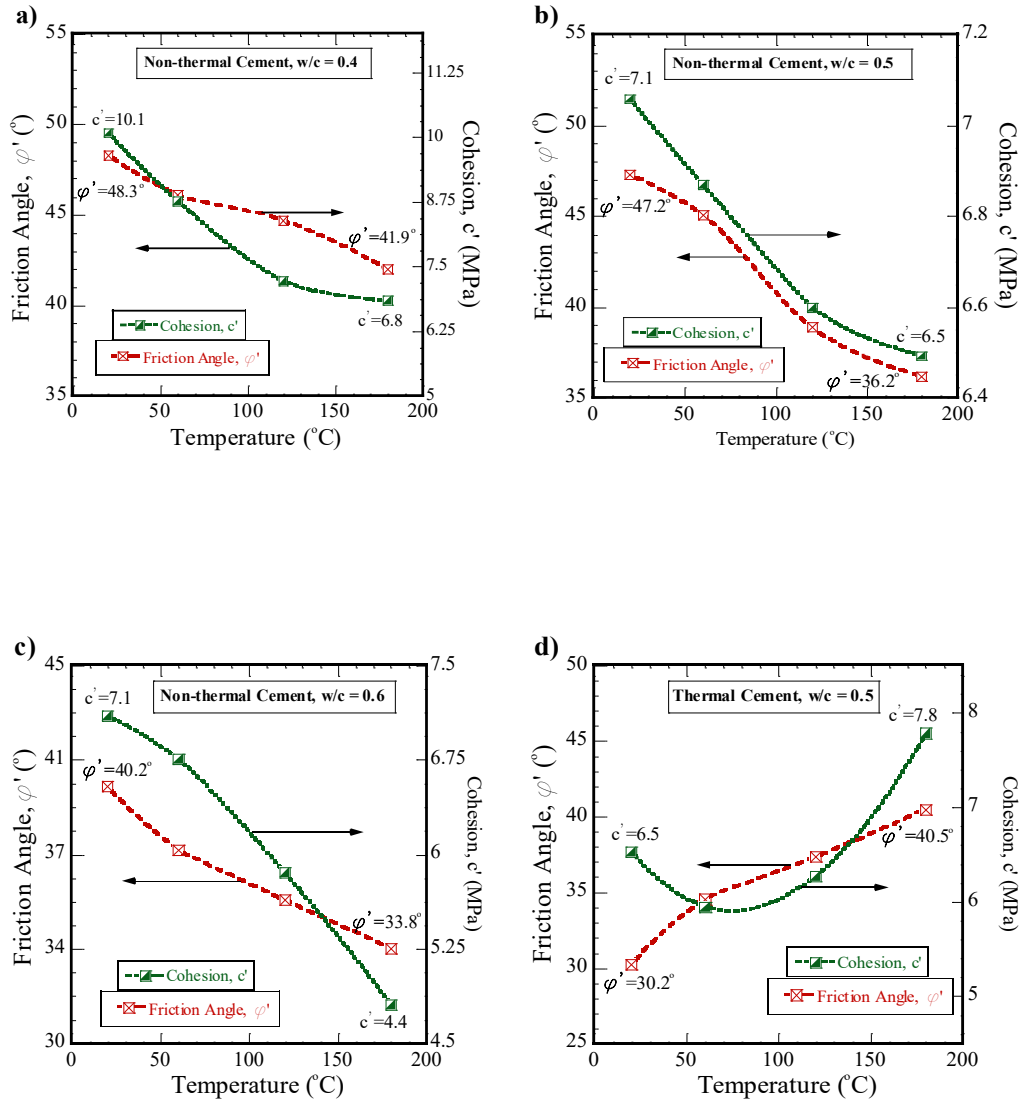 a)
55
50
45
40
35
Friction Angle, φ' (°)
Non-thermal Cement, w/c = 0.4
c'=10.1
φ'=48.3°
φ'=41.9°
c'=6.8
Cohesion, c'
Friction Angle, φ'
11.25
10
8.75
7.5
6.25
5
Cohesion, c' (MPa)
0 50 100 150 200
Temperature (°C)
b)
55
50
45
40
35
Friction Angle, φ' (°)
Non-thermal Cement, w/c = 0.5
c'=7.1
φ'=47.2°
c'=6.5
φ'=36.2°
Cohesion, c'
Friction Angle, φ'
7.2
7
6.8
6.6
6.4
Cohesion, c' (MPa)
0 50 100 150 200
Temperature (°C)
c)
45
41
37
34
30
Friction Angle, φ' (°)
Non-thermal Cement, w/c = 0.6
c'=7.1
φ'=40.2°
φ'=33.8°
c'=4.4
Cohesion, c'
Friction Angle, φ'
7.5
6.75
6
5.25
4.5
Cohesion, c' (MPa)
0 50 100 150 200
Temperature (°C)
d)
50
45
40
35
30
25
Friction Angle, φ' (°)
Thermal Cement, w/c = 0.5
c'=7.8
c'=6.5
φ'=40.5°
φ'=30.2°
Cohesion, c'
Friction Angle, φ'
8
7
6
5
Cohesion, c' (MPa)
0 50 100 150 200
Temperature (°C)